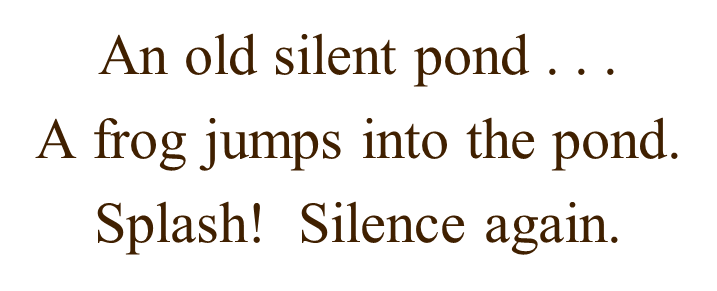 An old silent pond . . .
A frog jumps into the pond.
Splash!  Silence again.